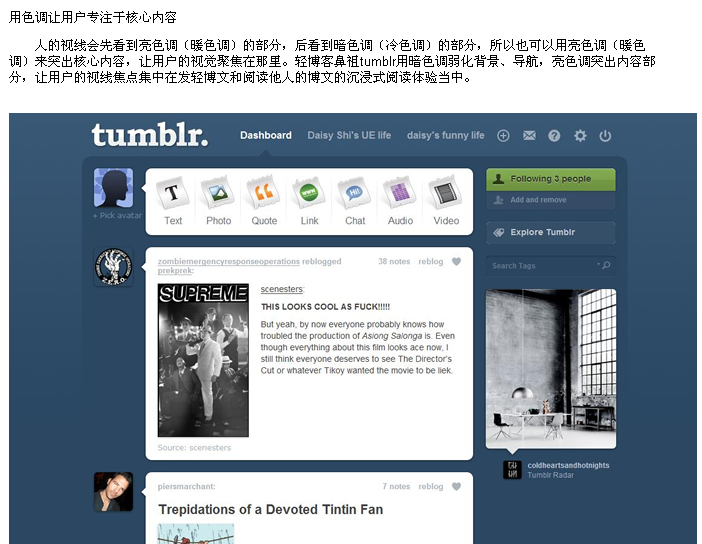 用色调让用户专注于核心内容
人的视线会先看到亮色调（暖色调）的部分，后看到暗色调（冷色调）的部分，所以也可以用亮色调（暖色
调）来突出核心内容，让用户的视觉聚焦在那里。轻博客鼻祖tumblr用暗色调弱化背景、导航，亮色调突出内容部
分，让用户的视线焦点集中在发轻博文和阅读他人的博文的沉浸式阅读体验当中。
tumblr.
Dashboard
Daisy Shi's UE life
daisy's funny life
+ Pick avatar
Text
Photo
Quote
Link
Chat
Audio
Video
Following 3 people
Add and remove
Explore Tumblr
Search Tags
zombiemergencyresponseoperations reblogged
prekprek:
38 notes
reblog
SUPREME
scenesters:
THIS LOOKS COOL AS FUCK!!!!!
But yeah, by now everyone probably knows how
troubled the production of Asiong Salonga is. Even
though everything about this film looks ace now, I
still think everyone deserves to see The Director's
Cut or whatever Tikoy wanted the movie to be liek.
Source: scenesters
coldheartsandhotnights
Tumblr Radar
piersmarchant:
7 notes
reblog
Trepidations of a Devoted Tintin Fan